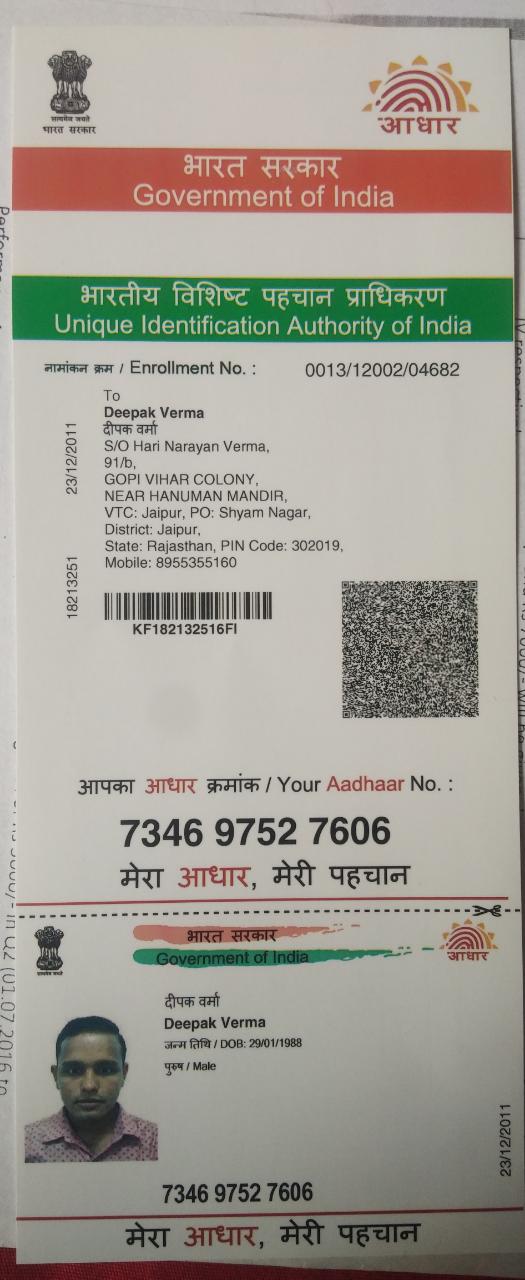 सत्यमेव जयते
भारत सरकार
आधार
भारत सरकार
Government of India
भारतीय विशिष्ट पहचान प्राधिकरण
Unique Identification Authority of India
नामांकन क्रम / Enrollment No. : 0013/12002/04682
To
Deepak Verma
दीपक वर्मा
S/O Hari Narayan Verma,
91/b,
GOPI VIHAR COLONY,
NEAR HANUMAN MANDIR,
VTC: Jaipur, PO: Shyam Nagar,
District: Jaipur,
State: Rajasthan, PIN Code: 302019,
Mobile: 8955355160
23/12/2011
18213251
KF182132516FI
आपका आधार क्रमांक / Your Aadhaar No. :
7346 9752 7606
मेरा आधार, मेरी पहचान
भारत सरकार
Government of India
आधार
दीपक वर्मा
Deepak Verma
जन्म तिथि / DOB: 29/01/1988
पुरुष / Male
23/12/2011
7346 9752 7606
मेरा आधार, मेरी पहचान